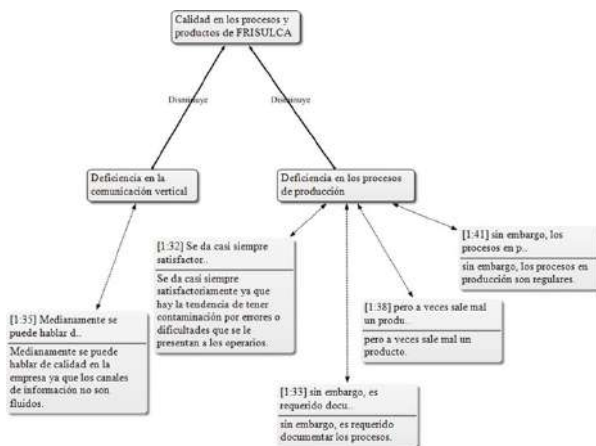 Calidad en los procesos y
productos de FRISULCA
Disminuye
Disminuye
Deficiencia en la
comunicación vertical
Deficiencia en los procesos
de producción
[1:41] sin embargo, los
procesos en p..
sin embargo, los procesos en
producción son regulares.
[1:32] Se da casi siempre
satisfactor..
Se da casi siempre
satisfactoriamente ya que
hay la tendencia de tener
contaminación por errores o
dificultades que se le
presentan a los operarios.
[1:38] pero a veces sale mal
un produ..
pero a veces sale mal un
producto.
[1:35] Medianamente se
puede hablar d..
Medianamente se puede
hablar de calidad en la
empresa ya que los canales
de información no son
fluidos.
[1:33] sin embargo, es
requerido docu..
sin embargo, es requerido
documentar los procesos.